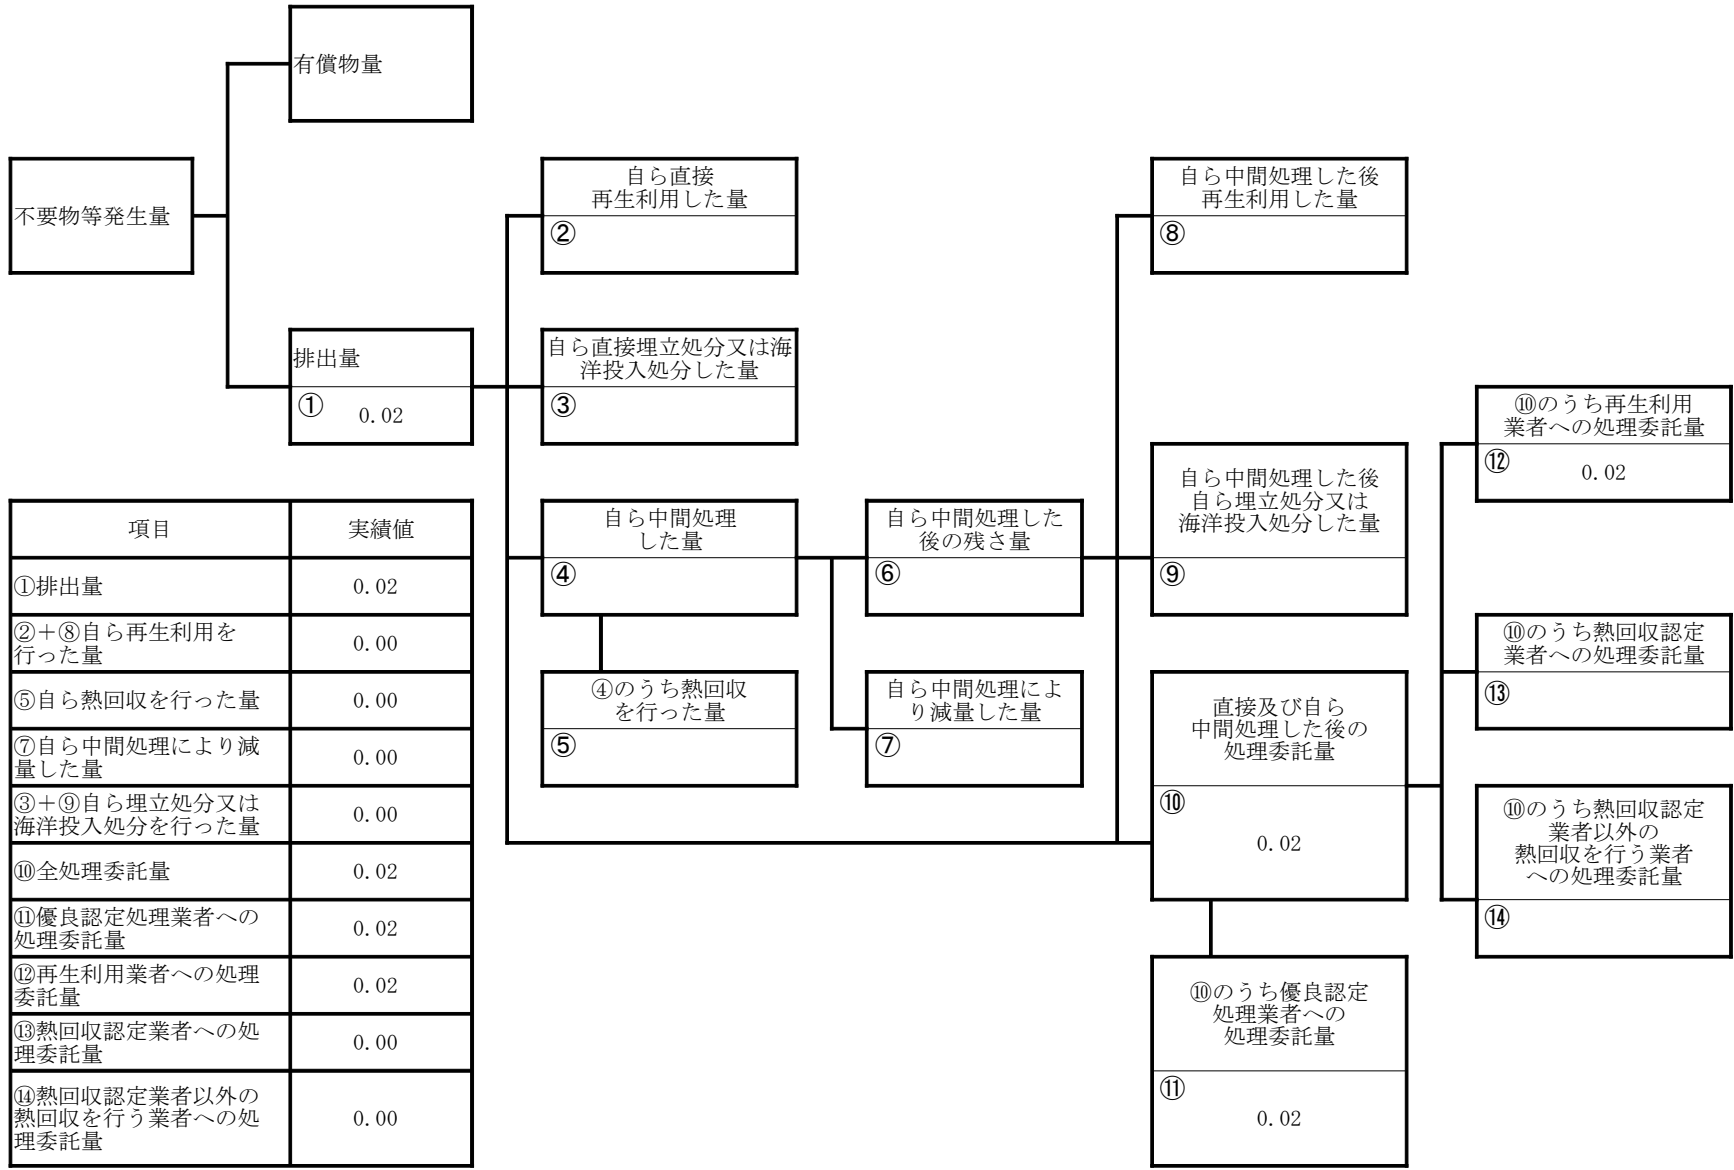 有償物量
不要物等発生量
自ら直接
再生利用した量
②
自ら中間処理した後
再生利用した量
⑧
排出量
① 0.02
自ら直接埋立処分又は海
洋投入処分した量
③
⑩のうち再生利用
業者への処理委託量
⑫ 0.02
自ら中間処理
した量
④
自ら中間処理した
後の残さ量
⑥
自ら中間処理した後
自ら埋立処分又は
海洋投入処分した量
⑨
⑩のうち熱回収認定
業者への処理委託量
⑬
④のうち熱回収
を行った量
⑤
自ら中間処理によ
り減量した量
⑦
直接及び自ら
中間処理した後の
処理委託量
⑩
0.02
⑩のうち熱回収認定
業者以外の
熱回収を行う業者
への処理委託量
⑭
⑩のうち優良認定
処理業者への
処理委託量
⑪
0.02
項目 実績値
①排出量 0.02
②＋⑧自ら再生利用を
行った量 0.00
⑤自ら熱回収を行った量 0.00
⑦自ら中間処理により減
量した量 0.00
③＋⑨自ら埋立処分又は
海洋投入処分を行った量 0.00
⑩全処理委託量 0.02
⑪優良認定処理業者への
処理委託量 0.02
⑫再生利用業者への処理
委託量 0.02
⑬熱回収認定業者への処
理委託量 0.00
⑭熱回収認定業者以外の
熱回収を行う業者への処
理委託量 0.00